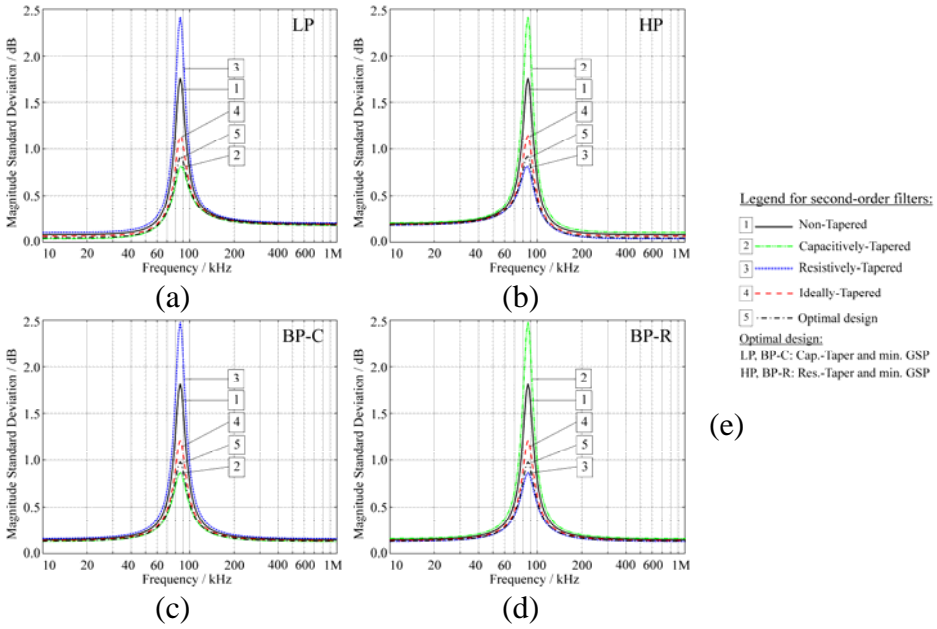 2.5
2.0
1.5
1.0
0.5
0.0
Magnitude Standard Deviation / dB
LP
3
1
4
5
2
10 20 40 60 100 200 400 600 1M
Frequency / kHz
(a)
2.5
2.0
1.5
1.0
0.5
0.0
Magnitude Standard Deviation / dB
HP
2
1
4
5
3
10 20 40 60 100 200 400 600 1M
Frequency / kHz
(b)
2.5
2.0
1.5
1.0
0.5
0.0
Magnitude Standard Deviation / dB
BP-C
3
1
4
5
2
10 20 40 60 100 200 400 600 1M
Frequency / kHz
(c)
2.5
2.0
1.5
1.0
0.5
0.0
Magnitude Standard Deviation / dB
BP-R
2
1
4
5
3
10 20 40 60 100 200 400 600 1M
Frequency / kHz
(d)
Legend for second-order filters:
1 Non-Tapered
2 Capacitively-Tapered
3 Resistively-Tapered
4 Ideally-Tapered
5 Optimal design
Optimal design:
LP, BP-C: Cap.-Taper and min. GSP
HP, BP-R: Res.-Taper and min. GSP
(e)